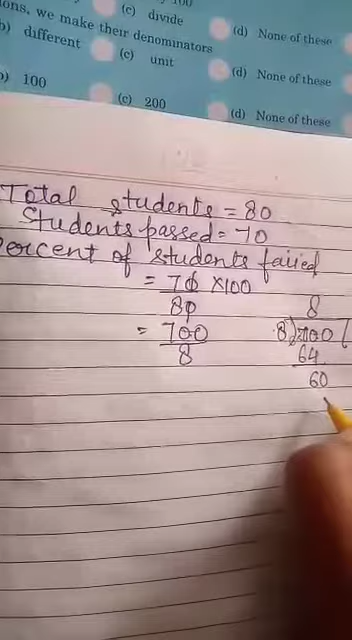 ons, we make their denominators
(c) divide
(d) None of these
b) different
(c) unit
(d) None of these
b) 100
(c) 200
(d) None of these
Total students = 80
Students passed = 70
Percent of students failed
= 70 ×100
80
= 700
8
8
8)700(
64
60